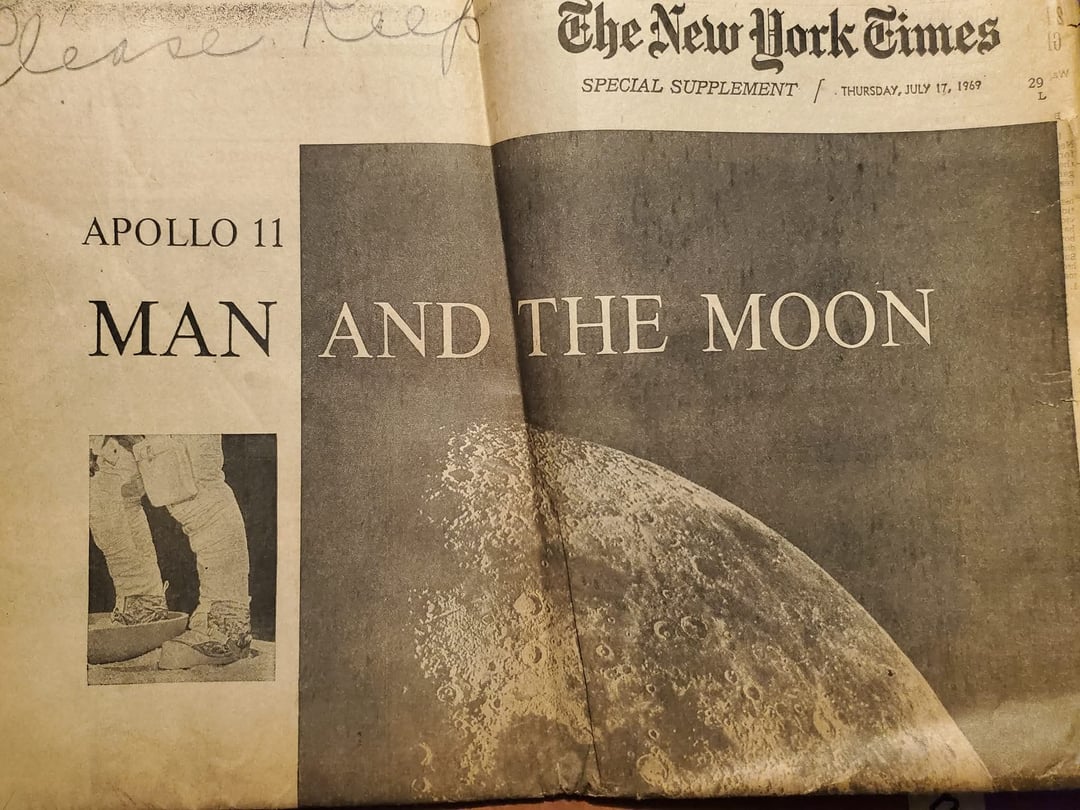 Please Keep
The New York Times
SPECIAL SUPPLEMENT / THURSDAY, JULY 17, 1969
29
L
APOLLO 11
MAN AND THE MOON